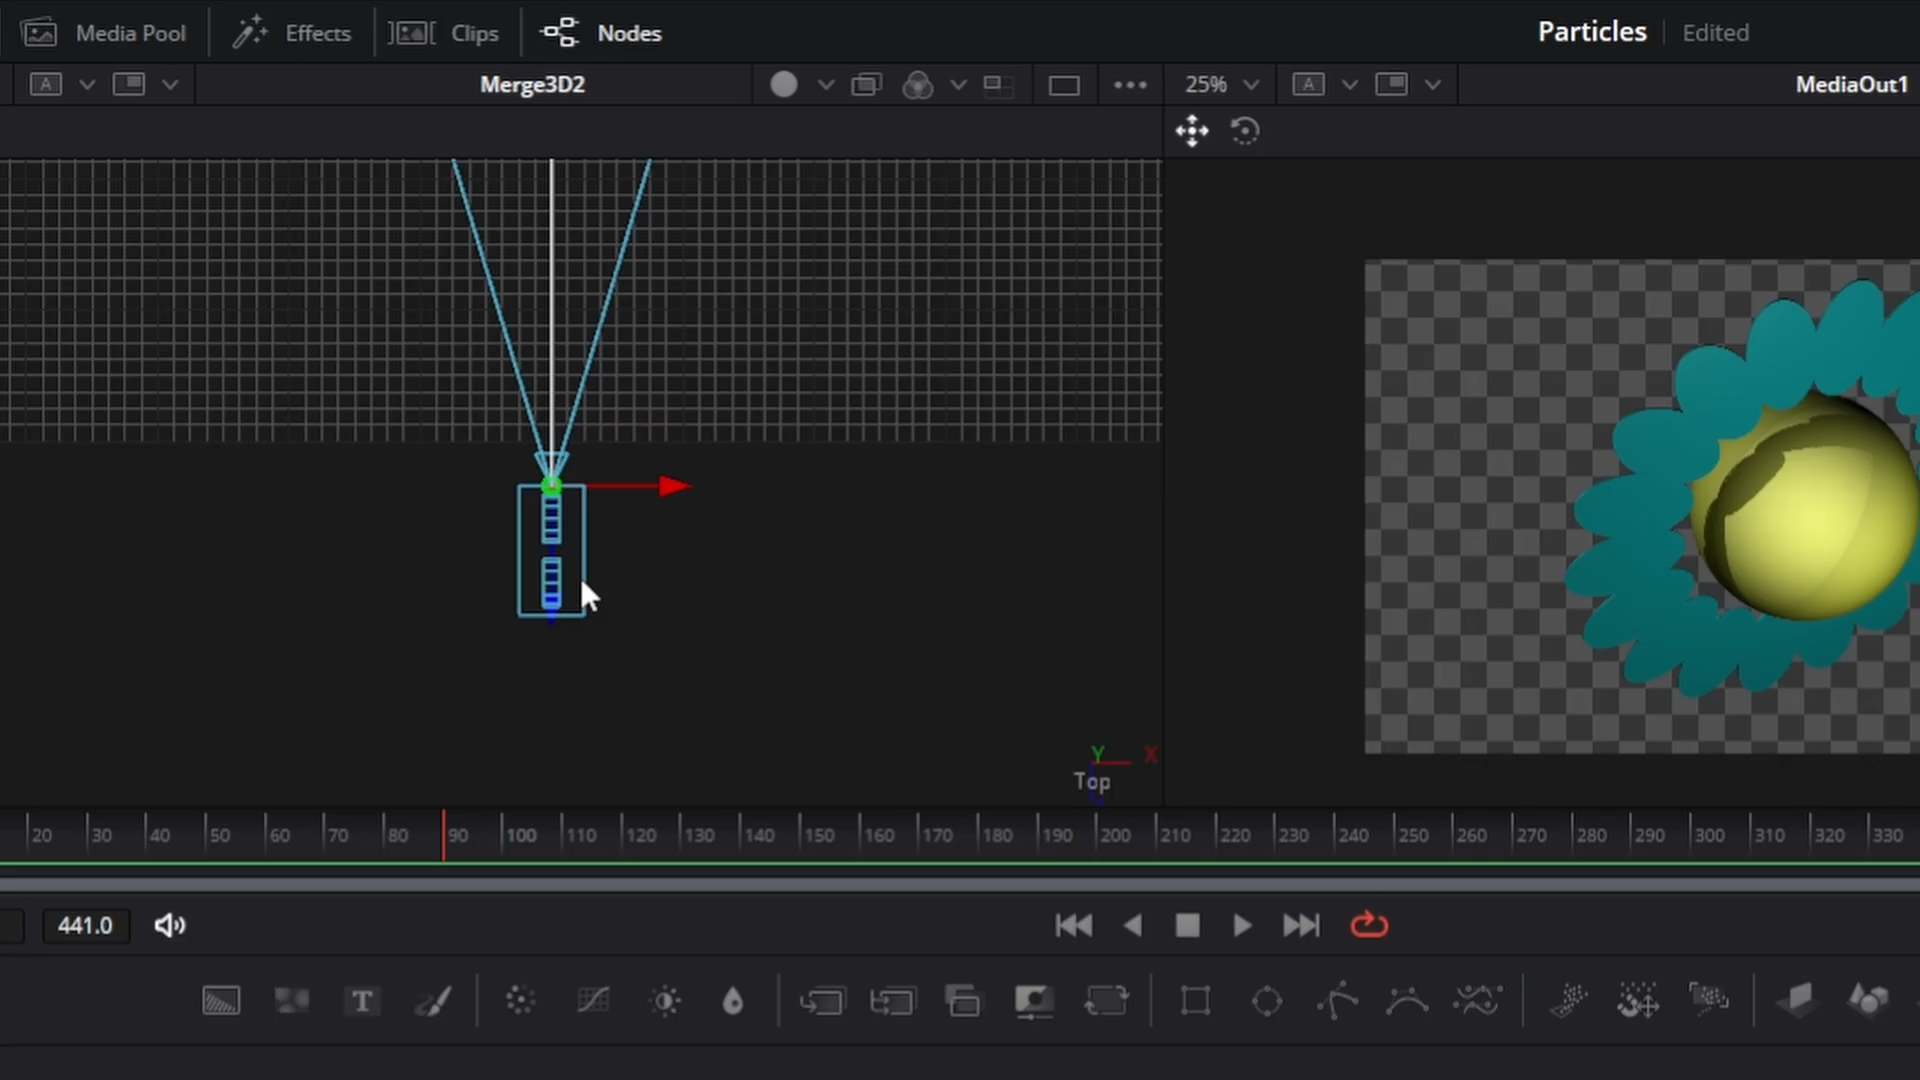 Media Pool Effects Clips Nodes Particles Edited
A Merge3D2 25% A MediaOut1
Y X
Top
20 30 40 50 60 70 80 90 100 110 120 130 140 150 160 170 180 190 200 210 220 230 240 250 260 270 280 290 300 310 320 330
441.0
T